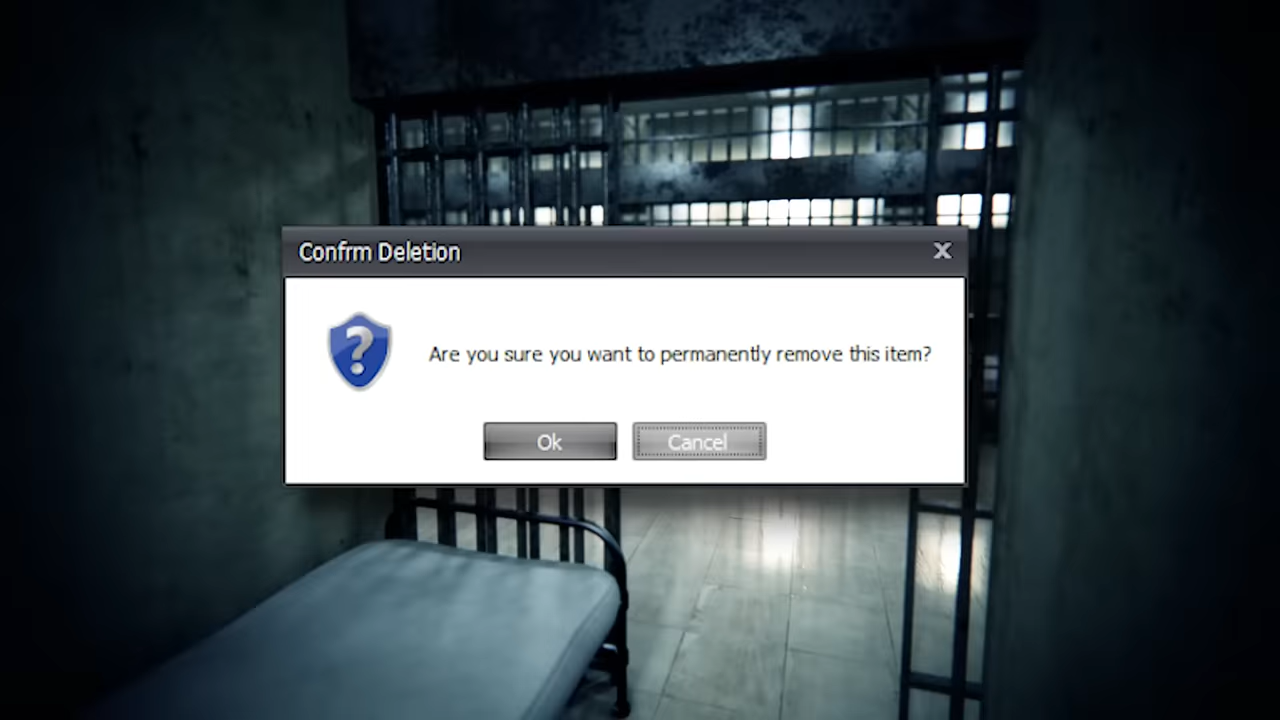 Confrm Deletion
X
Are you sure you want to permanently remove this item?
Ok
Cancel